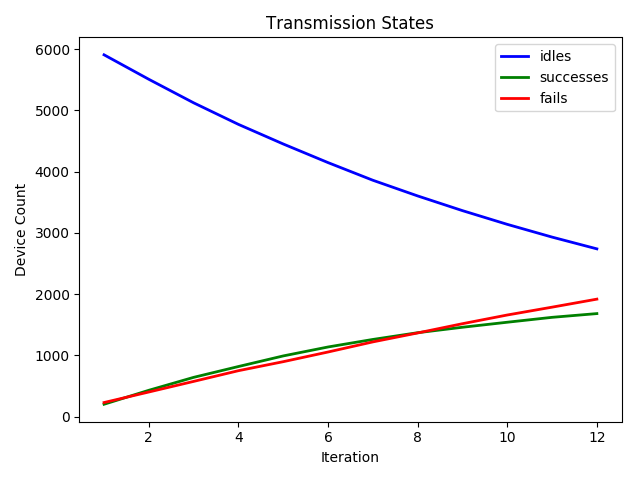 Transmission States
6000
5000
4000
3000
2000
1000
0
Device Count
idles
successes
fails
2 4 6 8 10 12
Iteration